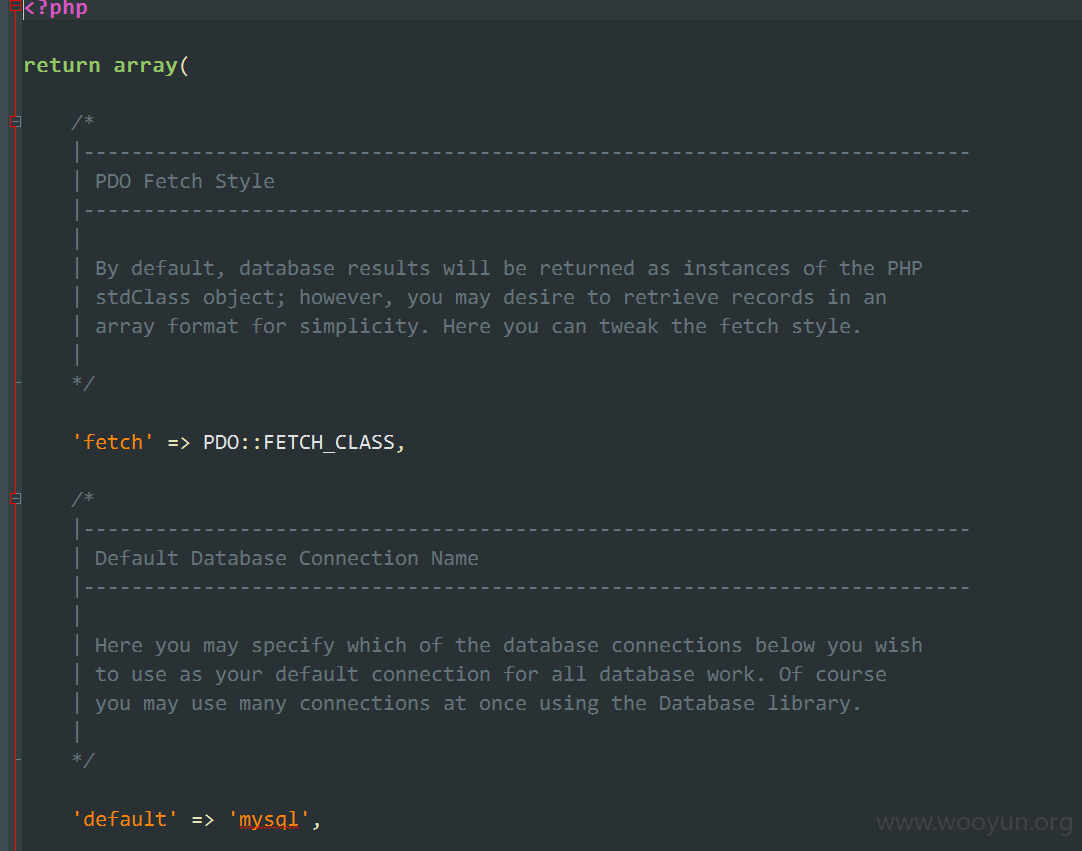 <?php
return array(
/*
|--------------------------------------------------------------------------
| PDO Fetch Style
|--------------------------------------------------------------------------
|
| By default, database results will be returned as instances of the PHP
| stdClass object; however, you may desire to retrieve records in an
| array format for simplicity. Here you can tweak the fetch style.
|
*/
'fetch' => PDO::FETCH_CLASS,
/*
|--------------------------------------------------------------------------
| Default Database Connection Name
|--------------------------------------------------------------------------
|
| Here you may specify which of the database connections below you wish
| to use as your default connection for all database work. Of course
| you may use many connections at once using the Database library.
|
*/
'default' => 'mysql',
www.wooyun.org